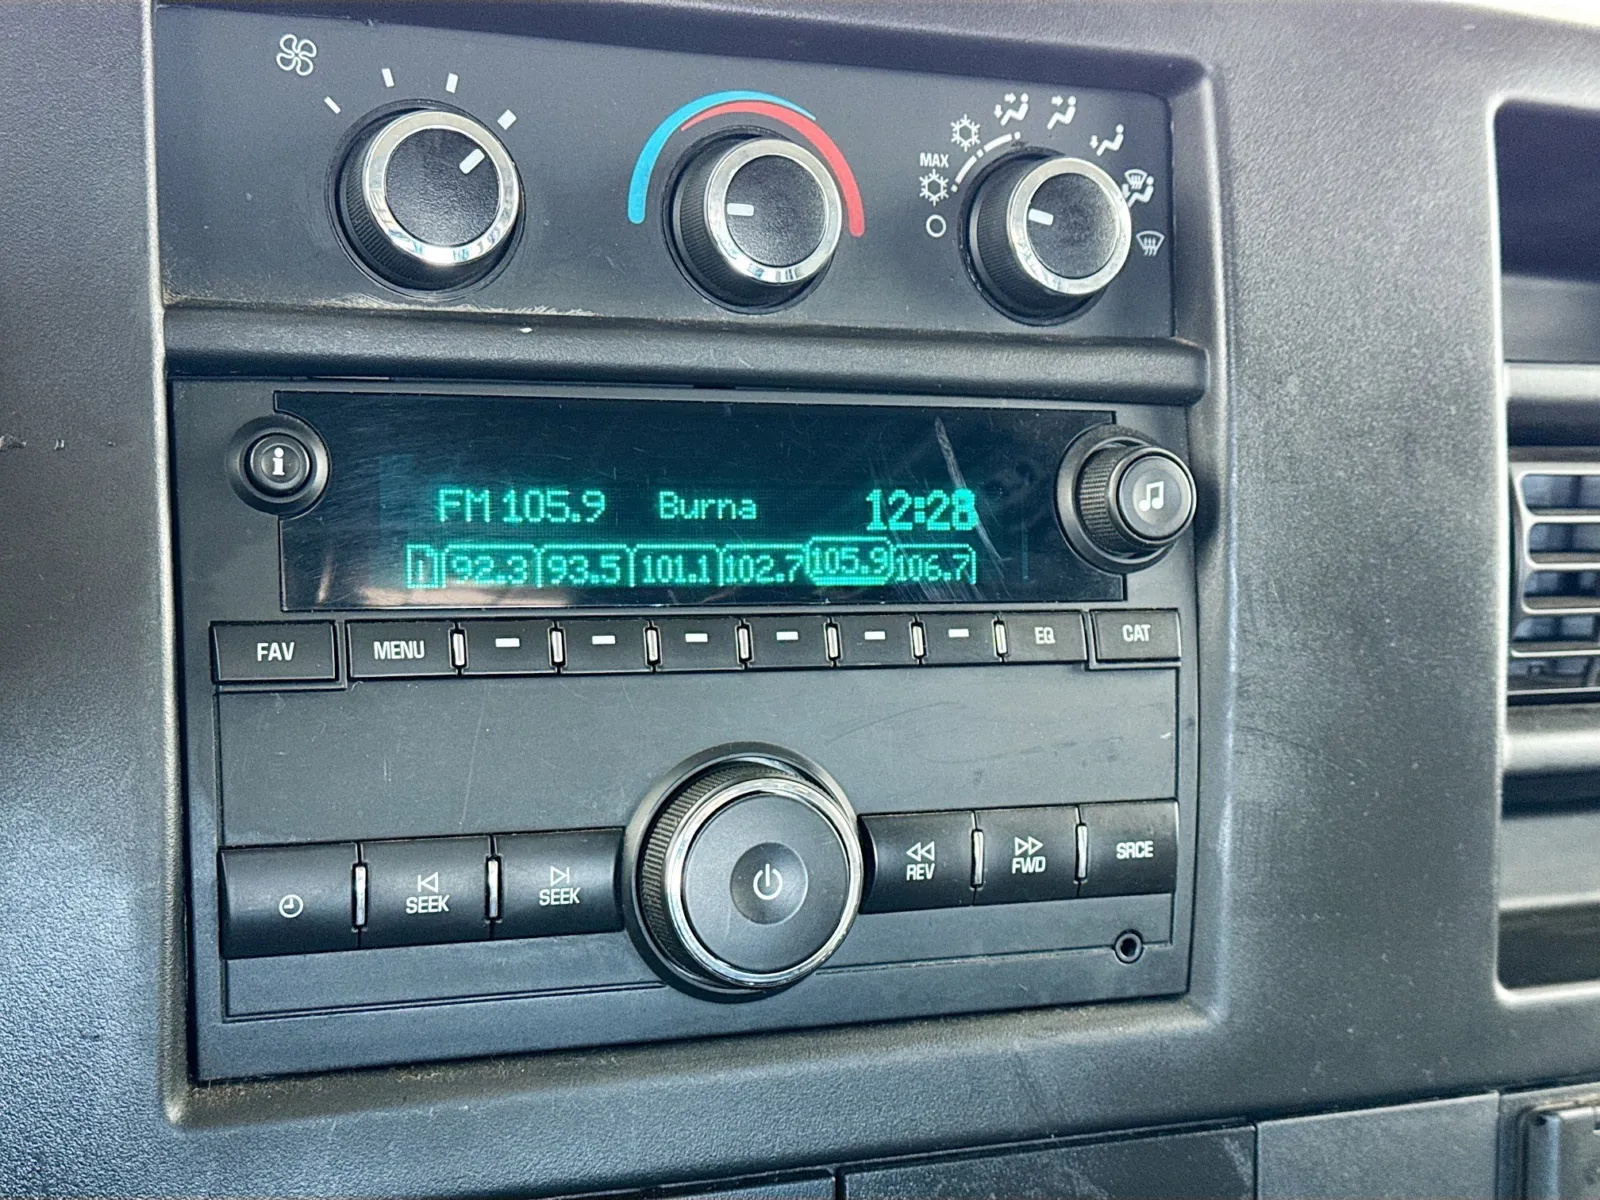 MAX
i
FM 105.9 Burna 12:28
1 92.3 93.5 101.1 102.7 105.9 106.7
FAV MENU EQ CAT
SEEK SEEK REV FWD SRCE